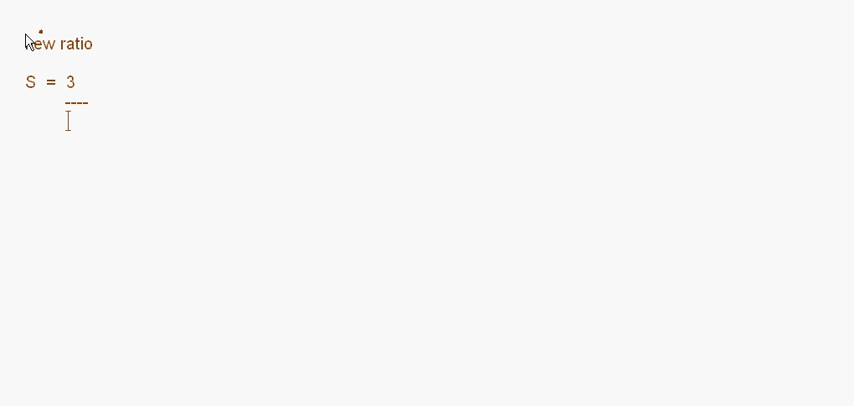 ew ratio
S = 3
----